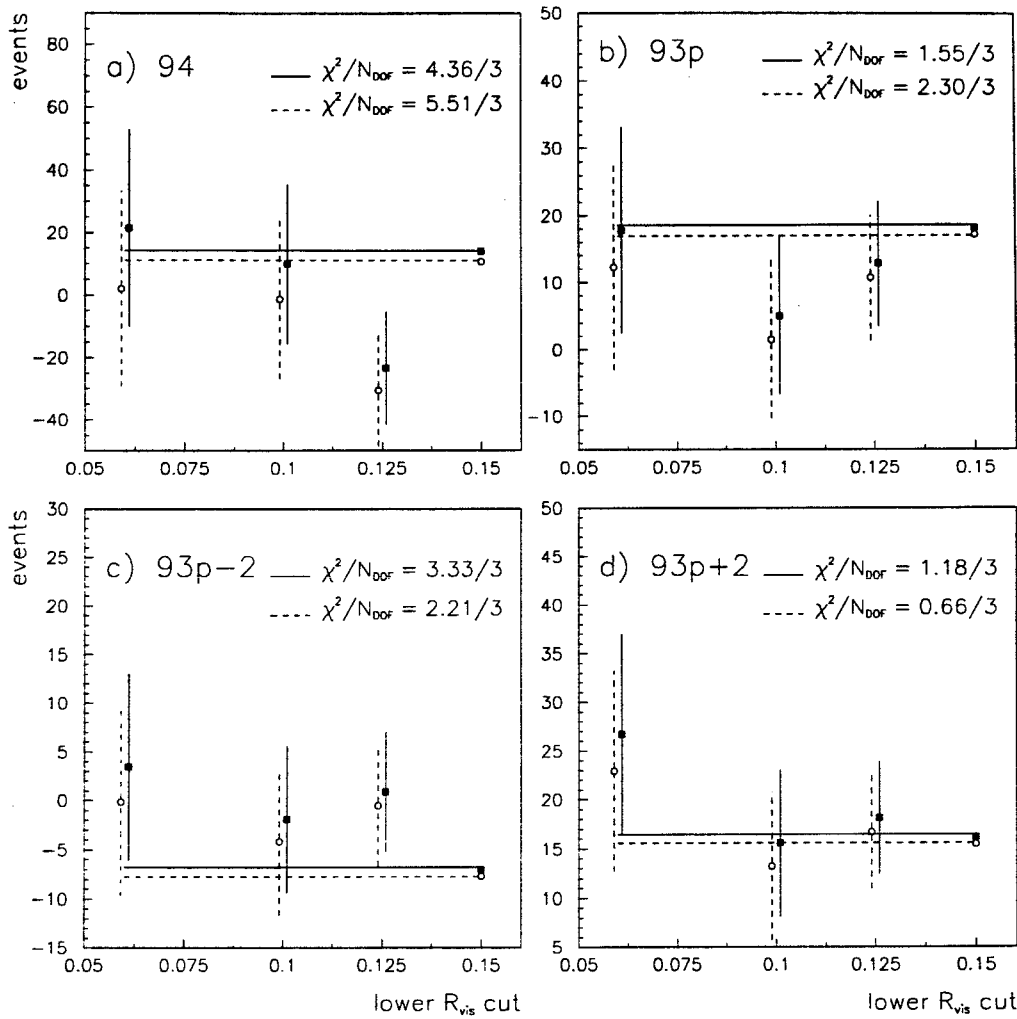 events
a) 94
χ²/N_DOF = 4.36/3
χ²/N_DOF = 5.51/3
80
60
40
20
0
−20
−40
0.05 0.075 0.1 0.125 0.15
b) 93p
χ²/N_DOF = 1.55/3
χ²/N_DOF = 2.30/3
50
40
30
20
10
0
−10
0.05 0.075 0.1 0.125 0.15
events
c) 93p−2
χ²/N_DOF = 3.33/3
χ²/N_DOF = 2.21/3
30
25
20
15
10
5
0
−5
−10
−15
0.05 0.075 0.1 0.125 0.15
lower R_vis cut
d) 93p+2
χ²/N_DOF = 1.18/3
χ²/N_DOF = 0.66/3
50
45
40
35
30
25
20
15
10
5
0.05 0.075 0.1 0.125 0.15
lower R_vis cut